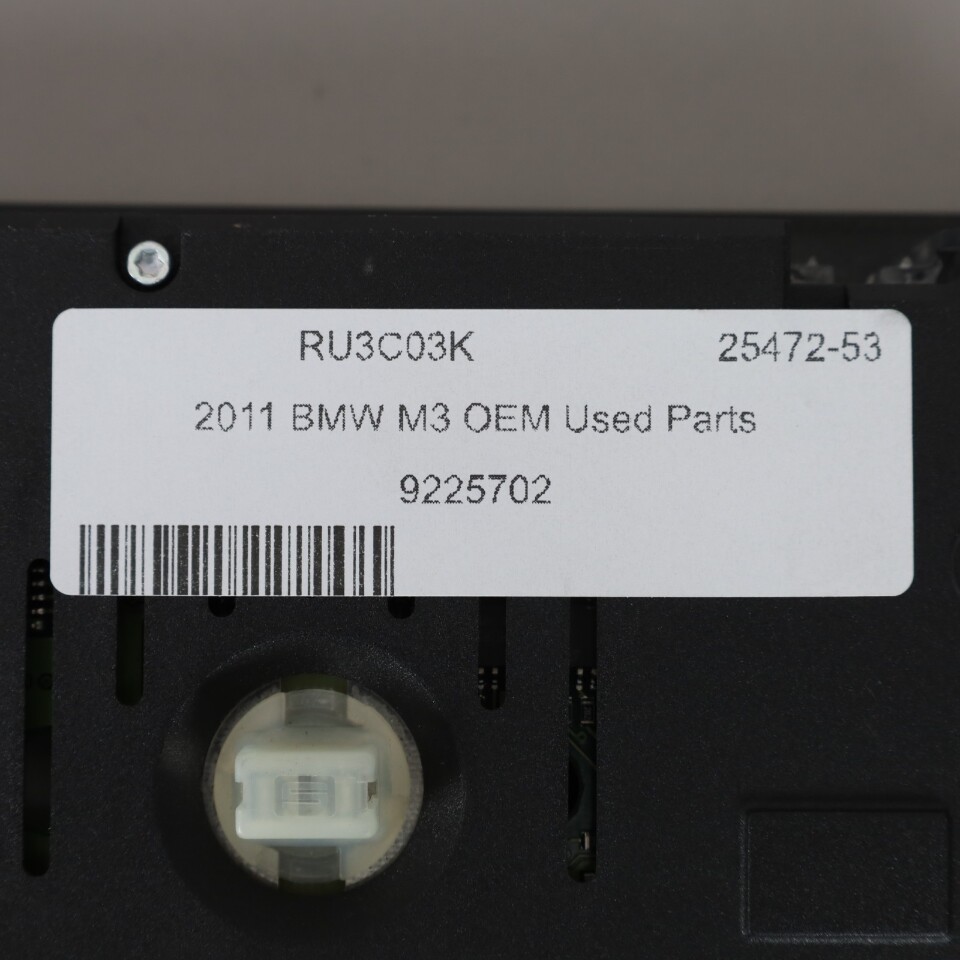 RU3C03K 25472-53
2011 BMW M3 OEM Used Parts
9225702